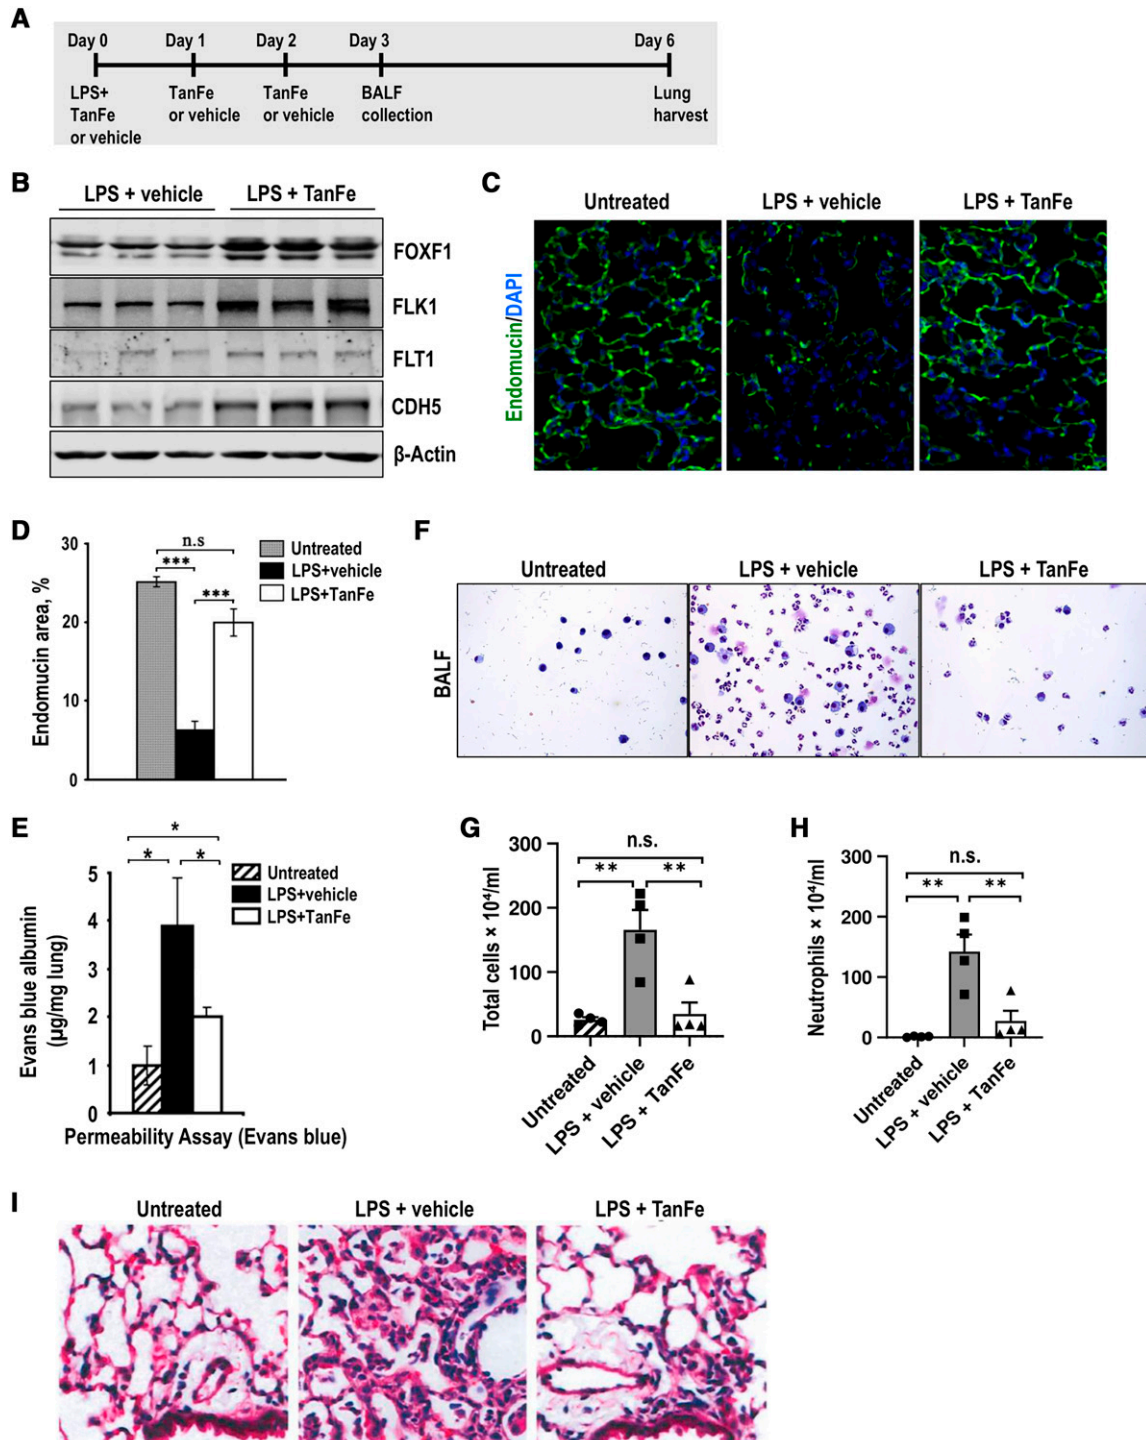 A
Day 0 Day 1 Day 2 Day 3 Day 6
LPS+ TanFe TanFe BALF Lung
TanFe or vehicle or vehicle collection harvest
or vehicle
B
LPS + vehicle LPS + TanFe
FOXF1
FLK1
FLT1
CDH5
β-Actin
C
Untreated LPS + vehicle LPS + TanFe
Endomucin/DAPI
D
Endomucin area, %
30
20
10
0
n.s
***
***
Untreated
LPS+vehicle
LPS+TanFe
F
Untreated LPS + vehicle LPS + TanFe
BALF
E
Evans blue albumin
(µg/mg lung)
5
4
3
2
1
0
*
* *
Untreated
LPS+vehicle
LPS+TanFe
Permeability Assay (Evans blue)
G
Total cells × 10⁴/ml
300
200
100
0
n.s.
** **
Untreated
LPS + vehicle
LPS + TanFe
H
Neutrophils × 10⁴/ml
300
200
100
0
n.s.
** **
Untreated
LPS + vehicle
LPS + TanFe
I
Untreated LPS + vehicle LPS + TanFe